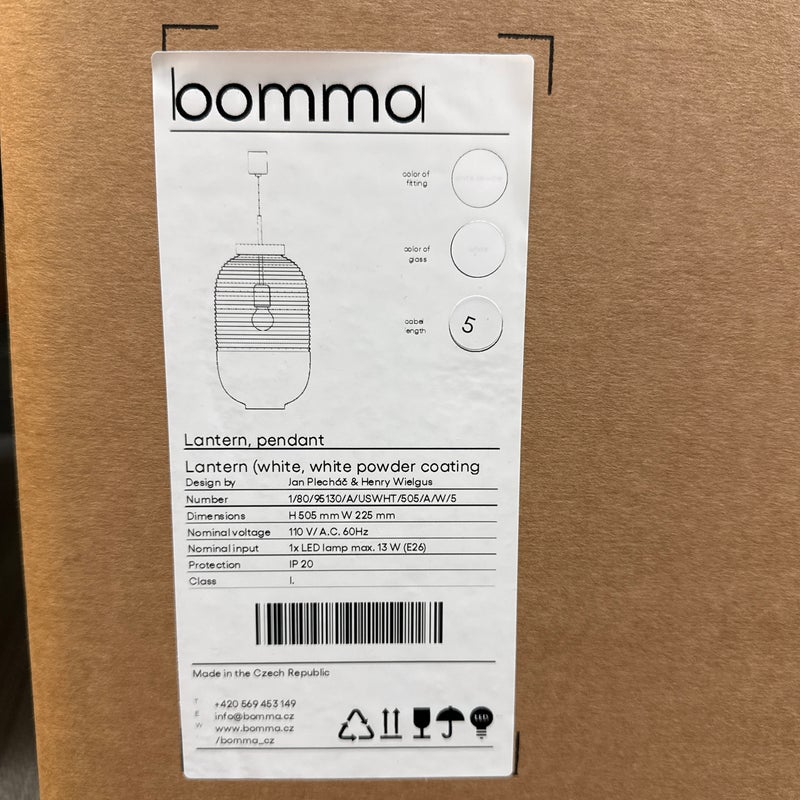 bomma
color of
fitting
color of
glass
white
cabel
length
5
Lantern, pendant
Lantern (white, white powder coating
Design by Jan Plecháč & Henry Wielgus
Number 1/80/95130/A/USWHT/505/A/W/5
Dimensions H 505 mm W 225 mm
Nominal voltage 110 V/ A.C. 60Hz
Nominal input 1x LED lamp max. 13 W (E26)
Protection IP 20
Class I.
Made in the Czech Republic
T +420 569 453 149
E info@bomma.cz
W www.bomma.cz
/bomma_cz
LED